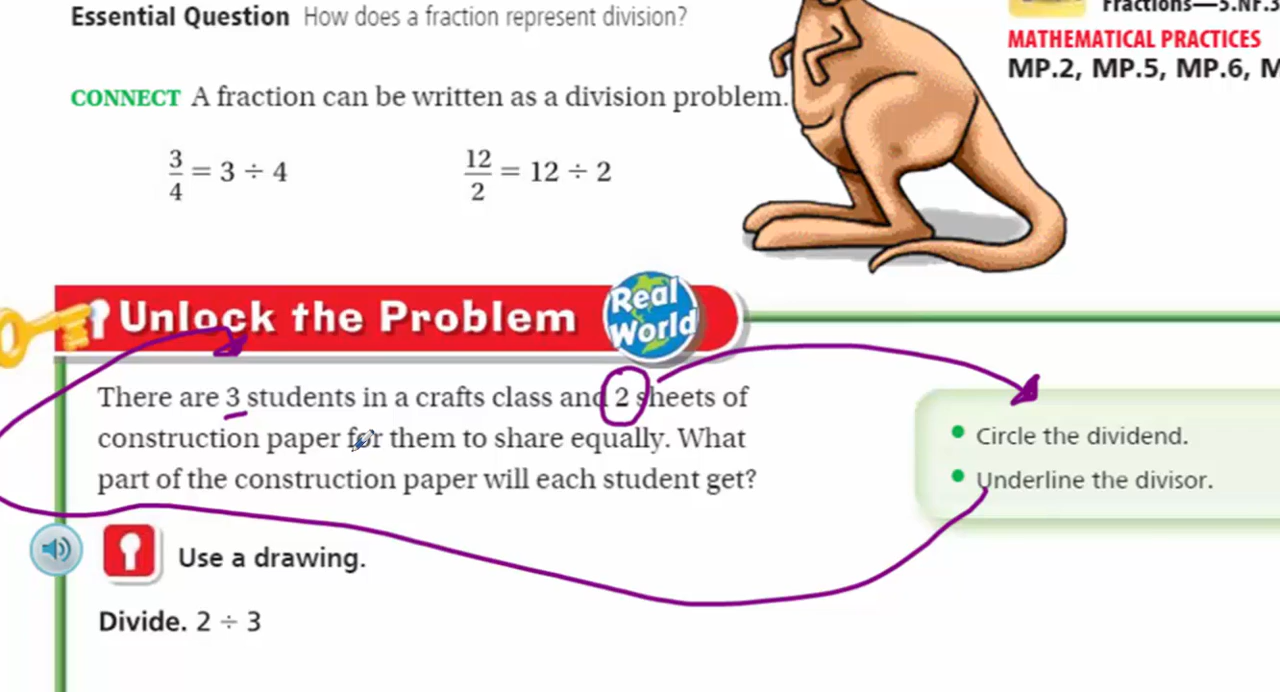 Essential Question How does a fraction represent division?
Fractions—5.NF.3
MATHEMATICAL PRACTICES
MP.2, MP.5, MP.6, M
CONNECT A fraction can be written as a division problem.
3/4 = 3 ÷ 4
12/2 = 12 ÷ 2
Unlock the Problem
Real
World
There are 3 students in a crafts class and 2 sheets of
construction paper for them to share equally. What
part of the construction paper will each student get?
• Circle the dividend.
• Underline the divisor.
Use a drawing.
Divide. 2 ÷ 3